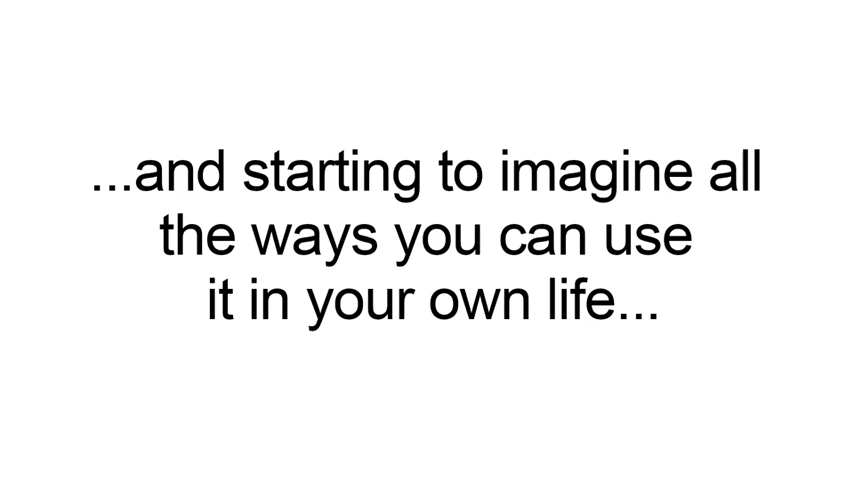 ...and starting to imagine all
the ways you can use
it in your own life...